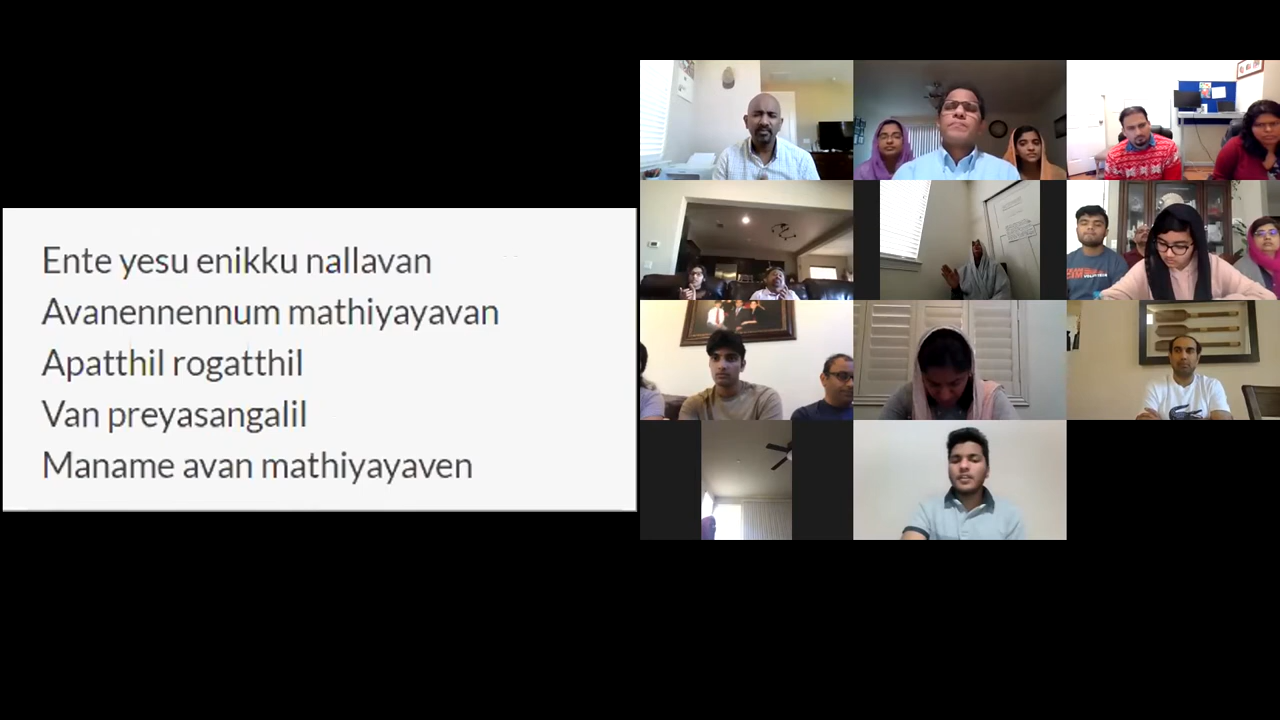 Ente yesu enikku nallavan
Avanennennum mathiyayavan
Apatthil rogatthil
Van preyasangalil
Maname avan mathiyayaven